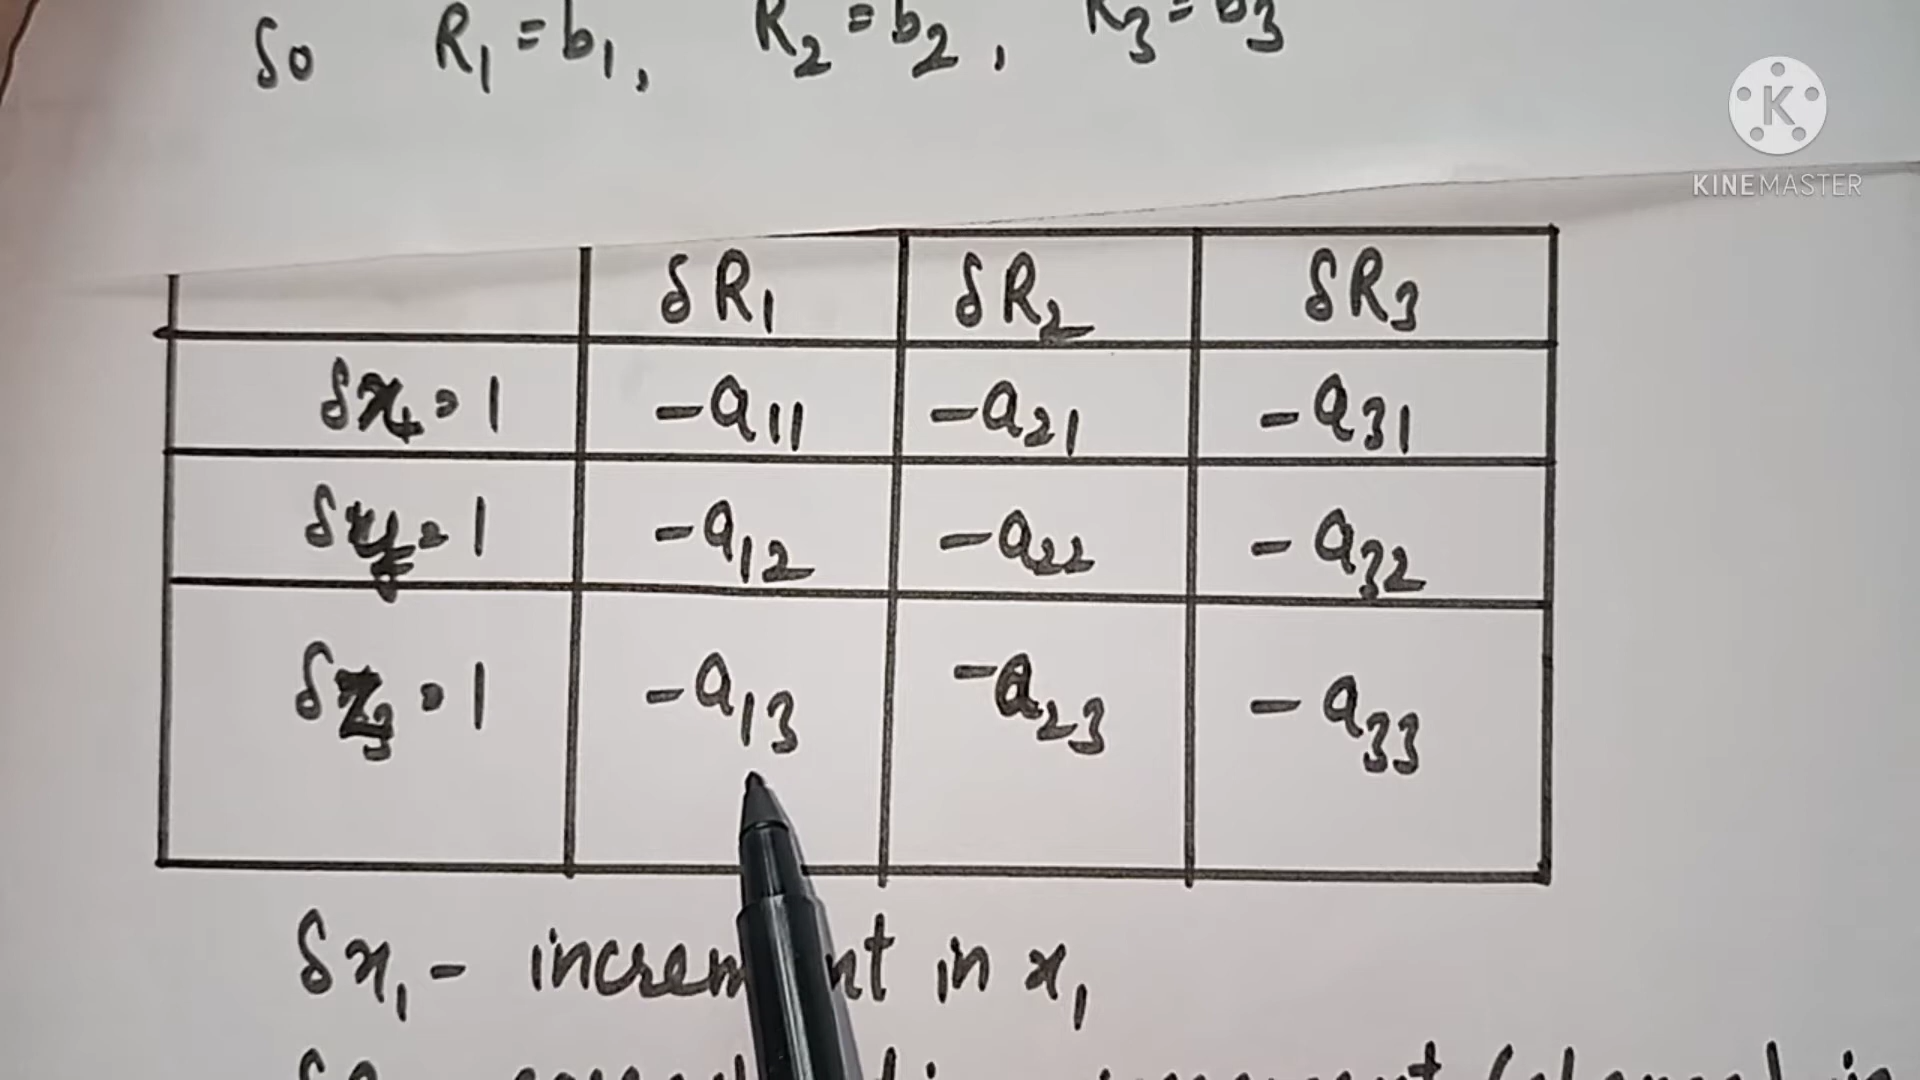 So R1 = b1, R2 = b2, R3 = b3
K
KINEMASTER
δR1 δR2 δR3
δx1 = 1 -a11 -a21 -a31
δx2 = 1 -a12 -a22 -a32
δx3 = 1 -a13 -a23 -a33
δx1 - increment in x1